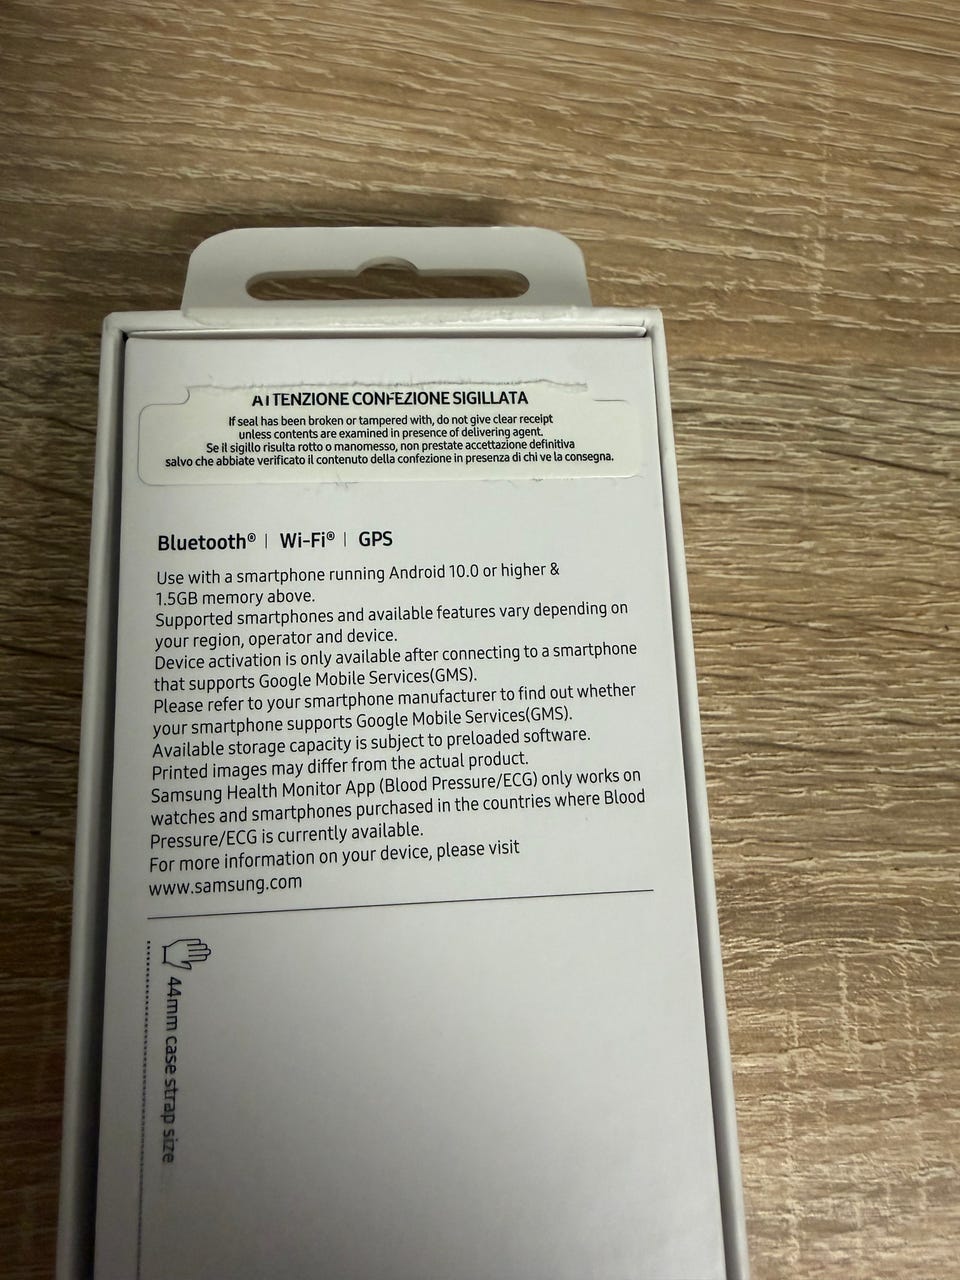 ATTENZIONE CONFEZIONE SIGILLATA
If seal has been broken or tampered with, do not give clear receipt
unless contents are examined in presence of delivering agent.
Se il sigillo risulta rotto o manomesso, non prestate accettazione definitiva
salvo che abbiate verificato il contenuto della confezione in presenza di chi ve la consegna.
Bluetooth® | Wi-Fi® | GPS
Use with a smartphone running Android 10.0 or higher &
1.5GB memory above.
Supported smartphones and available features vary depending on
your region, operator and device.
Device activation is only available after connecting to a smartphone
that supports Google Mobile Services(GMS).
Please refer to your smartphone manufacturer to find out whether
your smartphone supports Google Mobile Services(GMS).
Available storage capacity is subject to preloaded software.
Printed images may differ from the actual product.
Samsung Health Monitor App (Blood Pressure/ECG) only works on
watches and smartphones purchased in the countries where Blood
Pressure/ECG is currently available.
For more information on your device, please visit
www.samsung.com
44mm case strap size